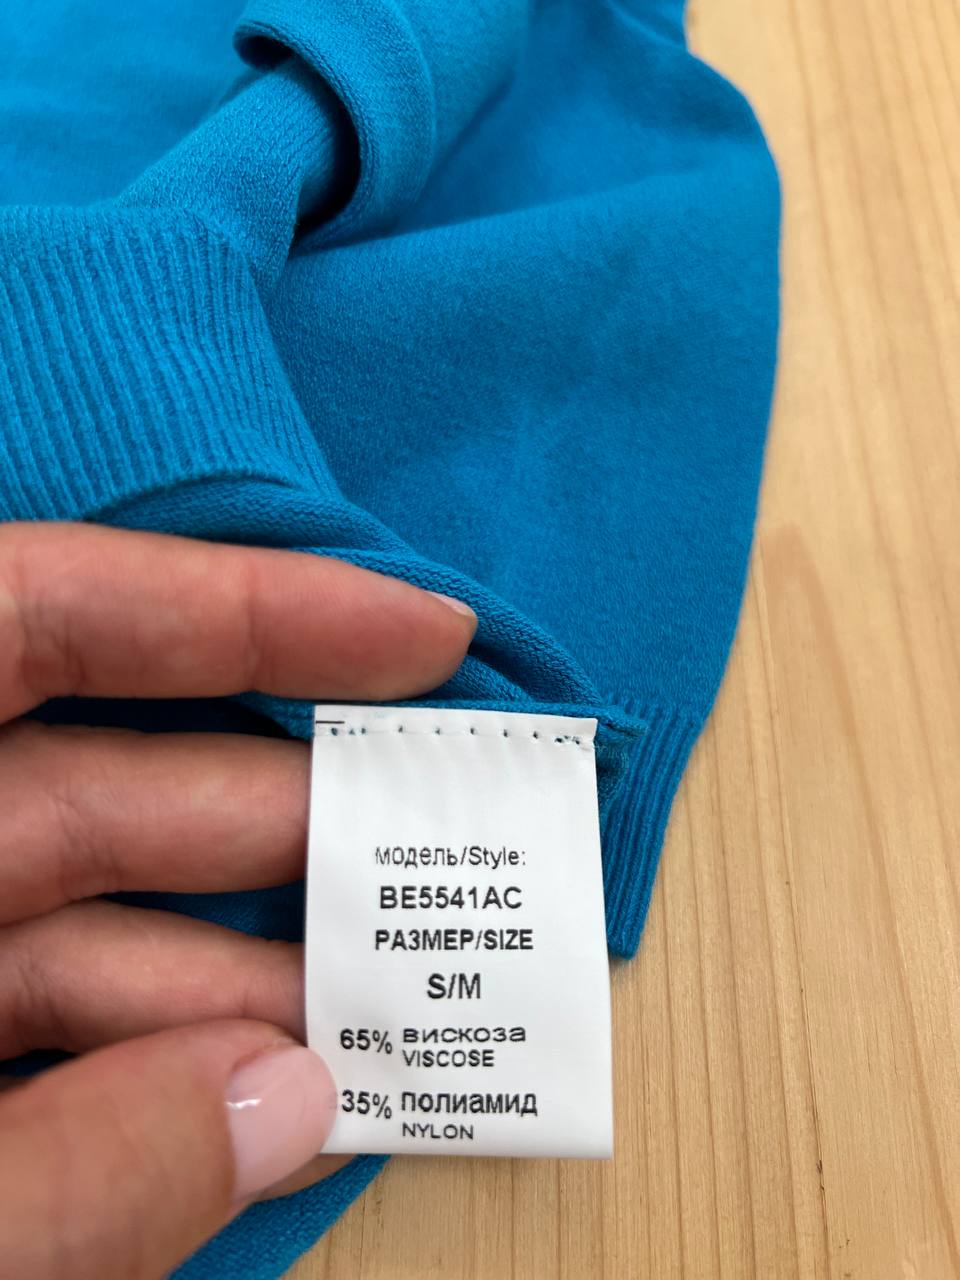 модель/Style:
BE5541AC
РАЗМЕР/SIZE
S/M
65% вискоза
VISCOSE
35% полиамид
NYLON